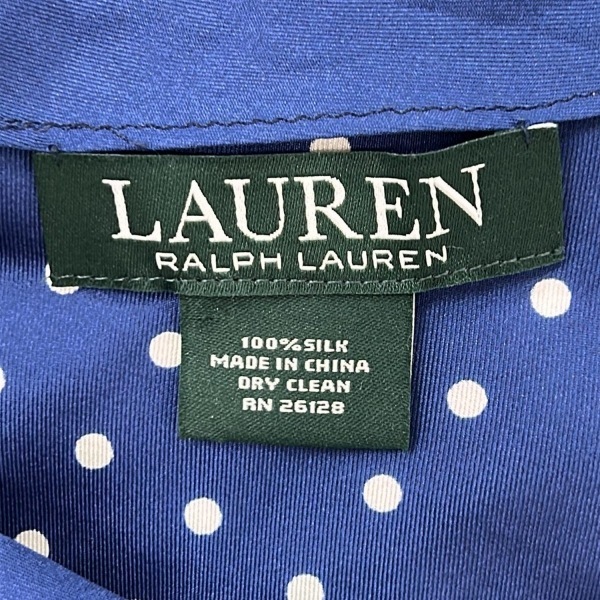 LAUREN
RALPH LAUREN
100% SILK
MADE IN CHINA
DRY CLEAN
RN 26128